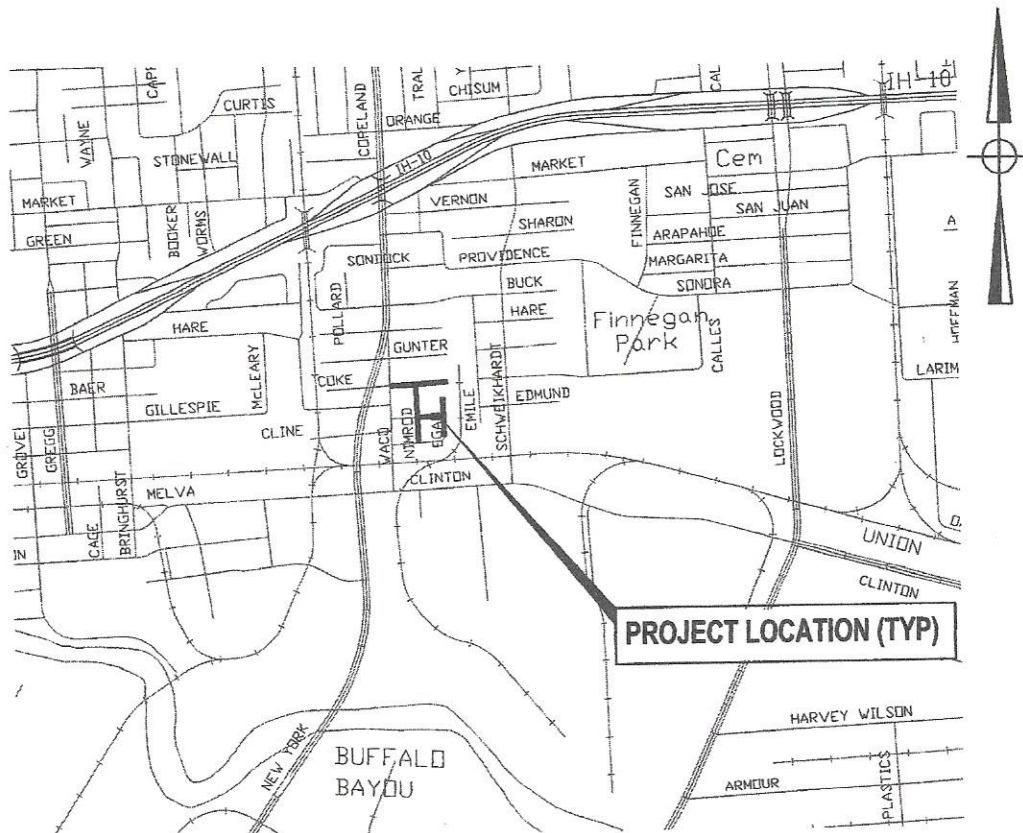 IH-10
CURTIS
WAYNE
STONEWALL
COPELAND
CHISUM
ORANGE
IH-10
MARKET
Cem
MARKET
GREEN
BOOKER
WORMS
VERNON
SHARON
FINNEGAN
SAN JOSE
SAN JUAN
ARAPAHOE
MARGARITA
SONORA
A
SONDOCK
PROVIDENCE
BUCK
HARE
HARE
POLLARD
GUNTER
Finnegan
Park
CALLES
HOFFMAN
LARIM
COKE
BAER
GILLESPIE
MCLEARY
CLINE
WACO
NIMROD
EMILE
SCHWEIKHARDT
EDMUND
LOCKWOOD
GROVE
GREGG
CAGE
BRINGHURST
MELVA
CLINTON
IN
UNION
CLINTON
PROJECT LOCATION (TYP)
NEW YORK
BUFFALO
BAYOU
HARVEY WILSON
ARMOUR
PLASTICS